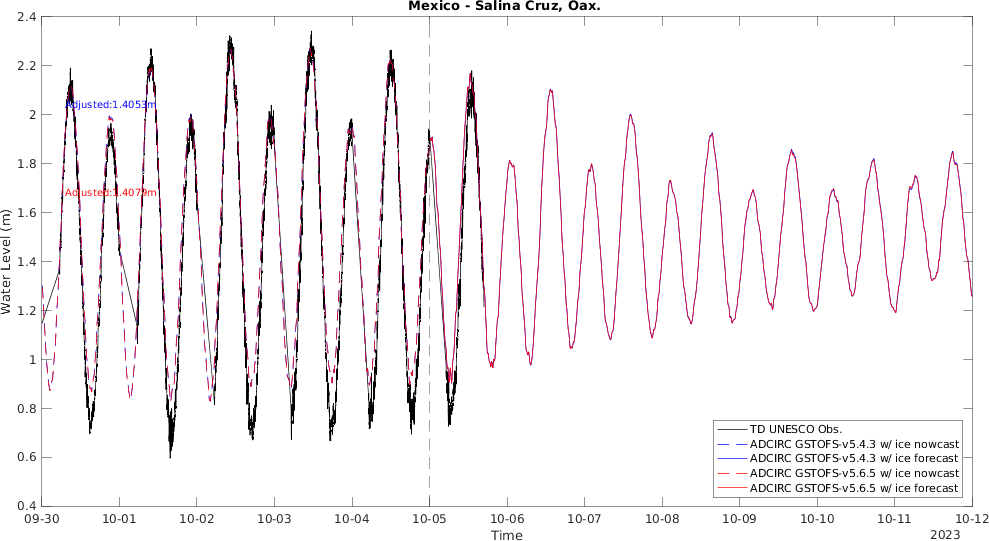 Mexico - Salina Cruz, Oax.
2.4
2.2
2
1.8
1.6
1.4
1.2
1
0.8
0.6
0.4
Water Level (m)
Adjusted:1.4053m
Adjusted:1.4079m
TD UNESCO Obs.
ADCIRC GSTOFS-v5.4.3 w/ ice nowcast
ADCIRC GSTOFS-v5.4.3 w/ ice forecast
ADCIRC GSTOFS-v5.6.5 w/ ice nowcast
ADCIRC GSTOFS-v5.6.5 w/ ice forecast
09-30 10-01 10-02 10-03 10-04 10-05 10-06 10-07 10-08 10-09 10-10 10-11 10-12
Time
2023